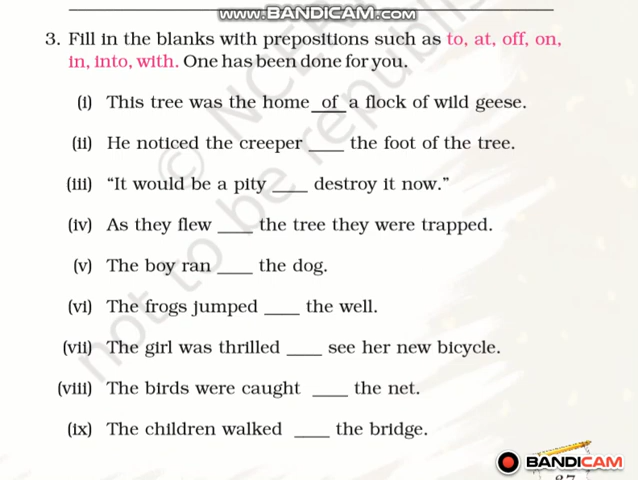 www.BANDICAM.com
3. Fill in the blanks with prepositions such as to, at, off, on,
in, into, with. One has been done for you.
(i) This tree was the home of a flock of wild geese.
(ii) He noticed the creeper ____ the foot of the tree.
(iii) “It would be a pity ____ destroy it now.”
(iv) As they flew ____ the tree they were trapped.
(v) The boy ran ____ the dog.
(vi) The frogs jumped ____ the well.
(vii) The girl was thrilled ____ see her new bicycle.
(viii) The birds were caught ____ the net.
(ix) The children walked ____ the bridge.
© NCE
not to be republis
BANDICAM